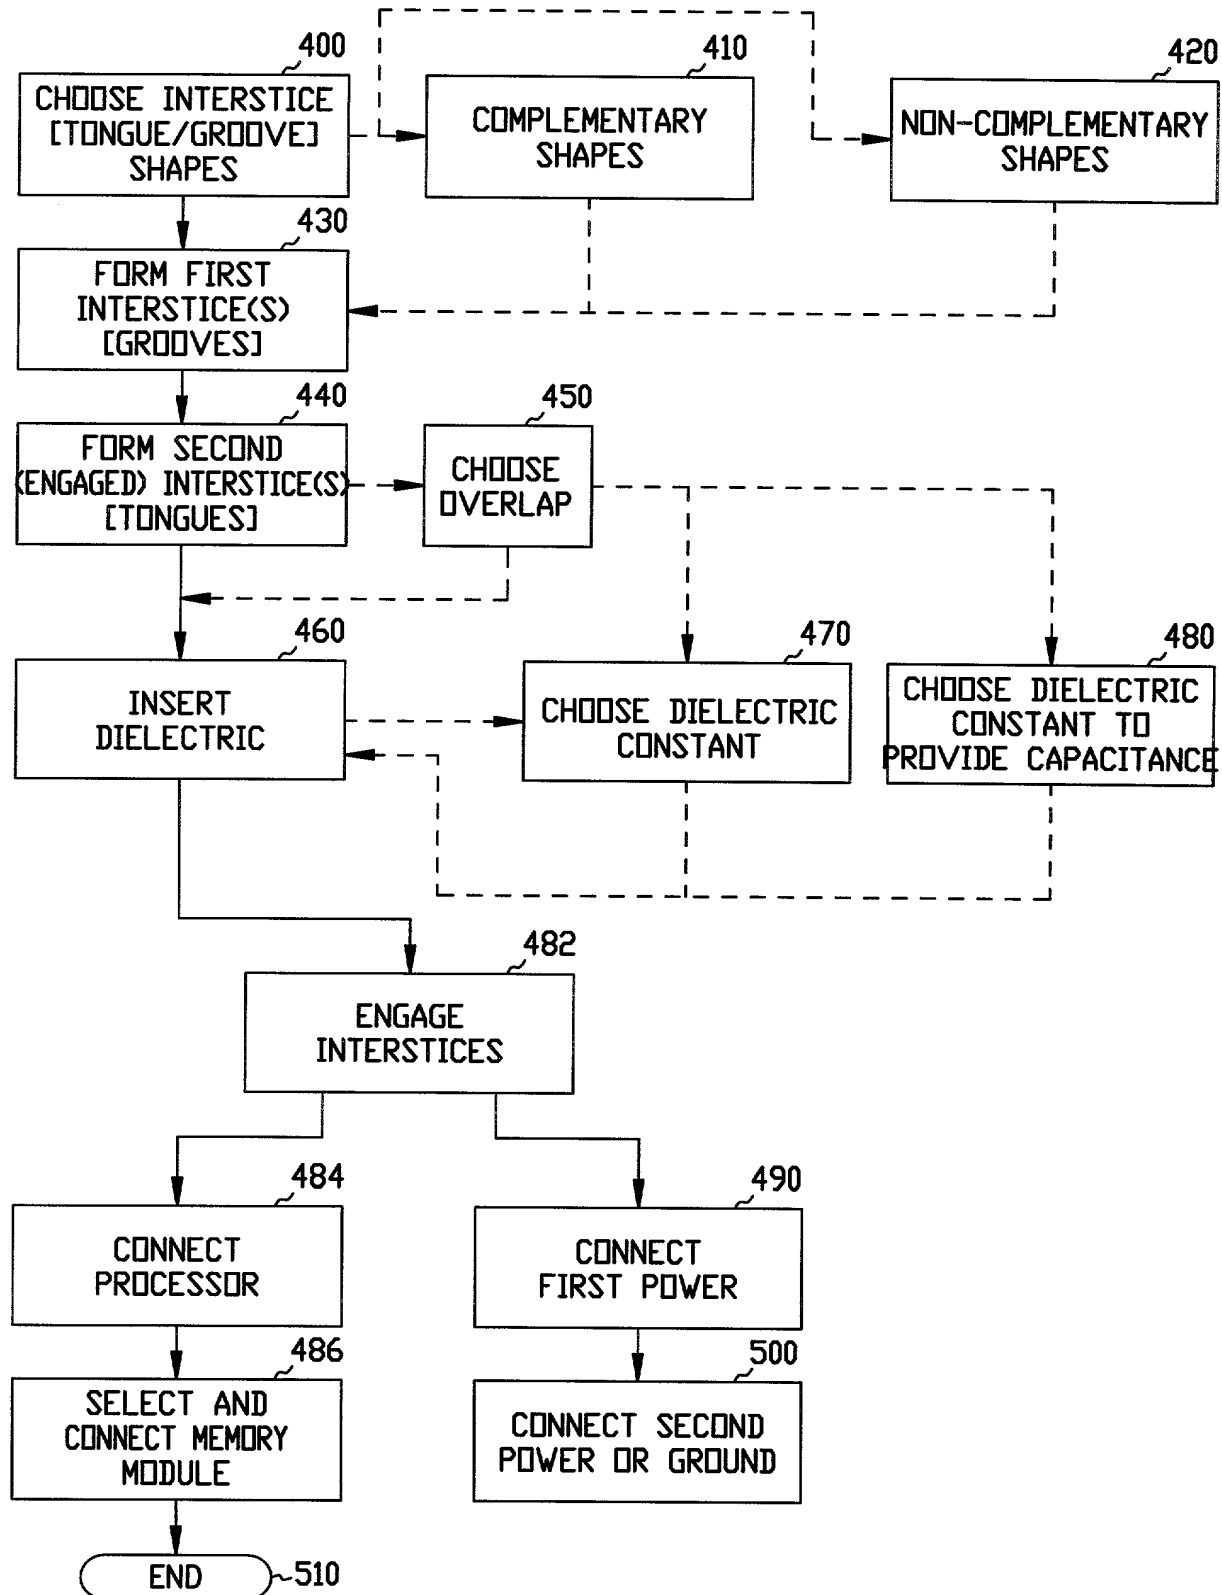 400
CHOOSE INTERSTICE
[TONGUE/GROOVE]
SHAPES
410
COMPLEMENTARY
SHAPES
420
NON-COMPLEMENTARY
SHAPES
430
FORM FIRST
INTERSTICE(S)
[GROOVES]
440
FORM SECOND
(ENGAGED) INTERSTICE(S)
[TONGUES]
450
CHOOSE
OVERLAP
460
INSERT
DIELECTRIC
470
CHOOSE DIELECTRIC
CONSTANT
480
CHOOSE DIELECTRIC
CONSTANT TO
PROVIDE CAPACITANCE
482
ENGAGE
INTERSTICES
484
CONNECT
PROCESSOR
490
CONNECT
FIRST POWER
486
SELECT AND
CONNECT MEMORY
MODULE
500
CONNECT SECOND
POWER OR GROUND
END
510